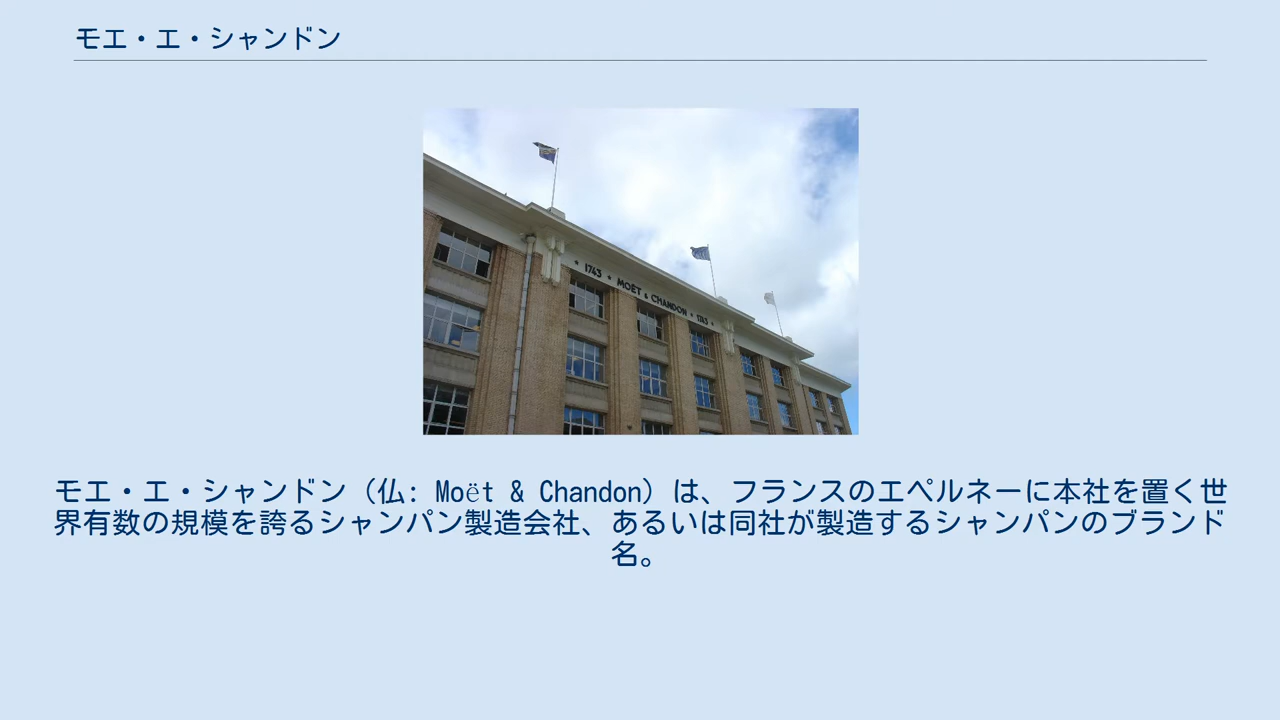 モエ・エ・シャンドン
* 1743 * MOËT & CHANDON * 1743 *
モエ・エ・シャンドン（仏: Moët & Chandon）は、フランスのエペルネーに本社を置く世
界有数の規模を誇るシャンパン製造会社、あるいは同社が製造するシャンパンのブランド
名。